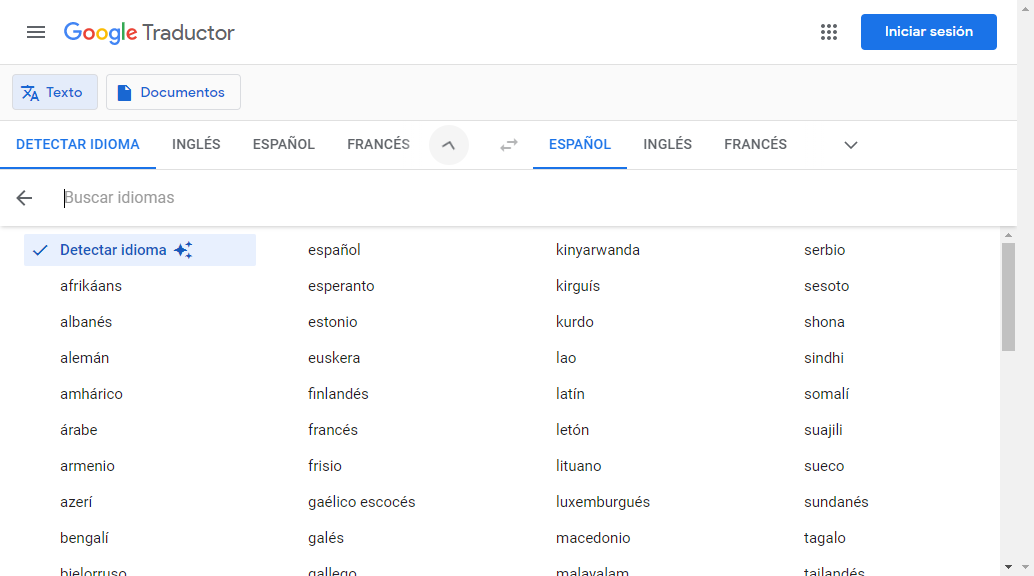 Google Traductor
Iniciar sesión
Texto
Documentos
DETECTAR IDIOMA INGLÉS ESPAÑOL FRANCÉS ESPAÑOL INGLÉS FRANCÉS
Buscar idiomas
Detectar idioma español kinyarwanda serbio
afrikáans esperanto kirguís sesoto
albanés estonio kurdo shona
alemán euskera lao sindhi
amhárico finlandés latín somalí
árabe francés letón suajili
armenio frisio lituano sueco
azerí gaélico escocés luxemburgués sundanés
bengalí galés macedonio tagalo
bielorruso gallego malayalam tailandés